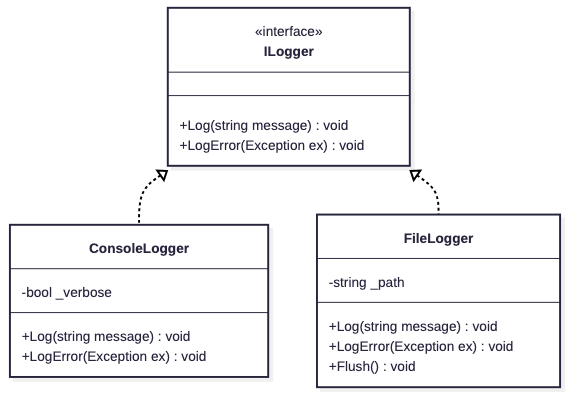 «interface»
ILogger
+Log(string message) : void
+LogError(Exception ex) : void
ConsoleLogger
-bool _verbose
+Log(string message) : void
+LogError(Exception ex) : void
FileLogger
-string _path
+Log(string message) : void
+LogError(Exception ex) : void
+Flush() : void